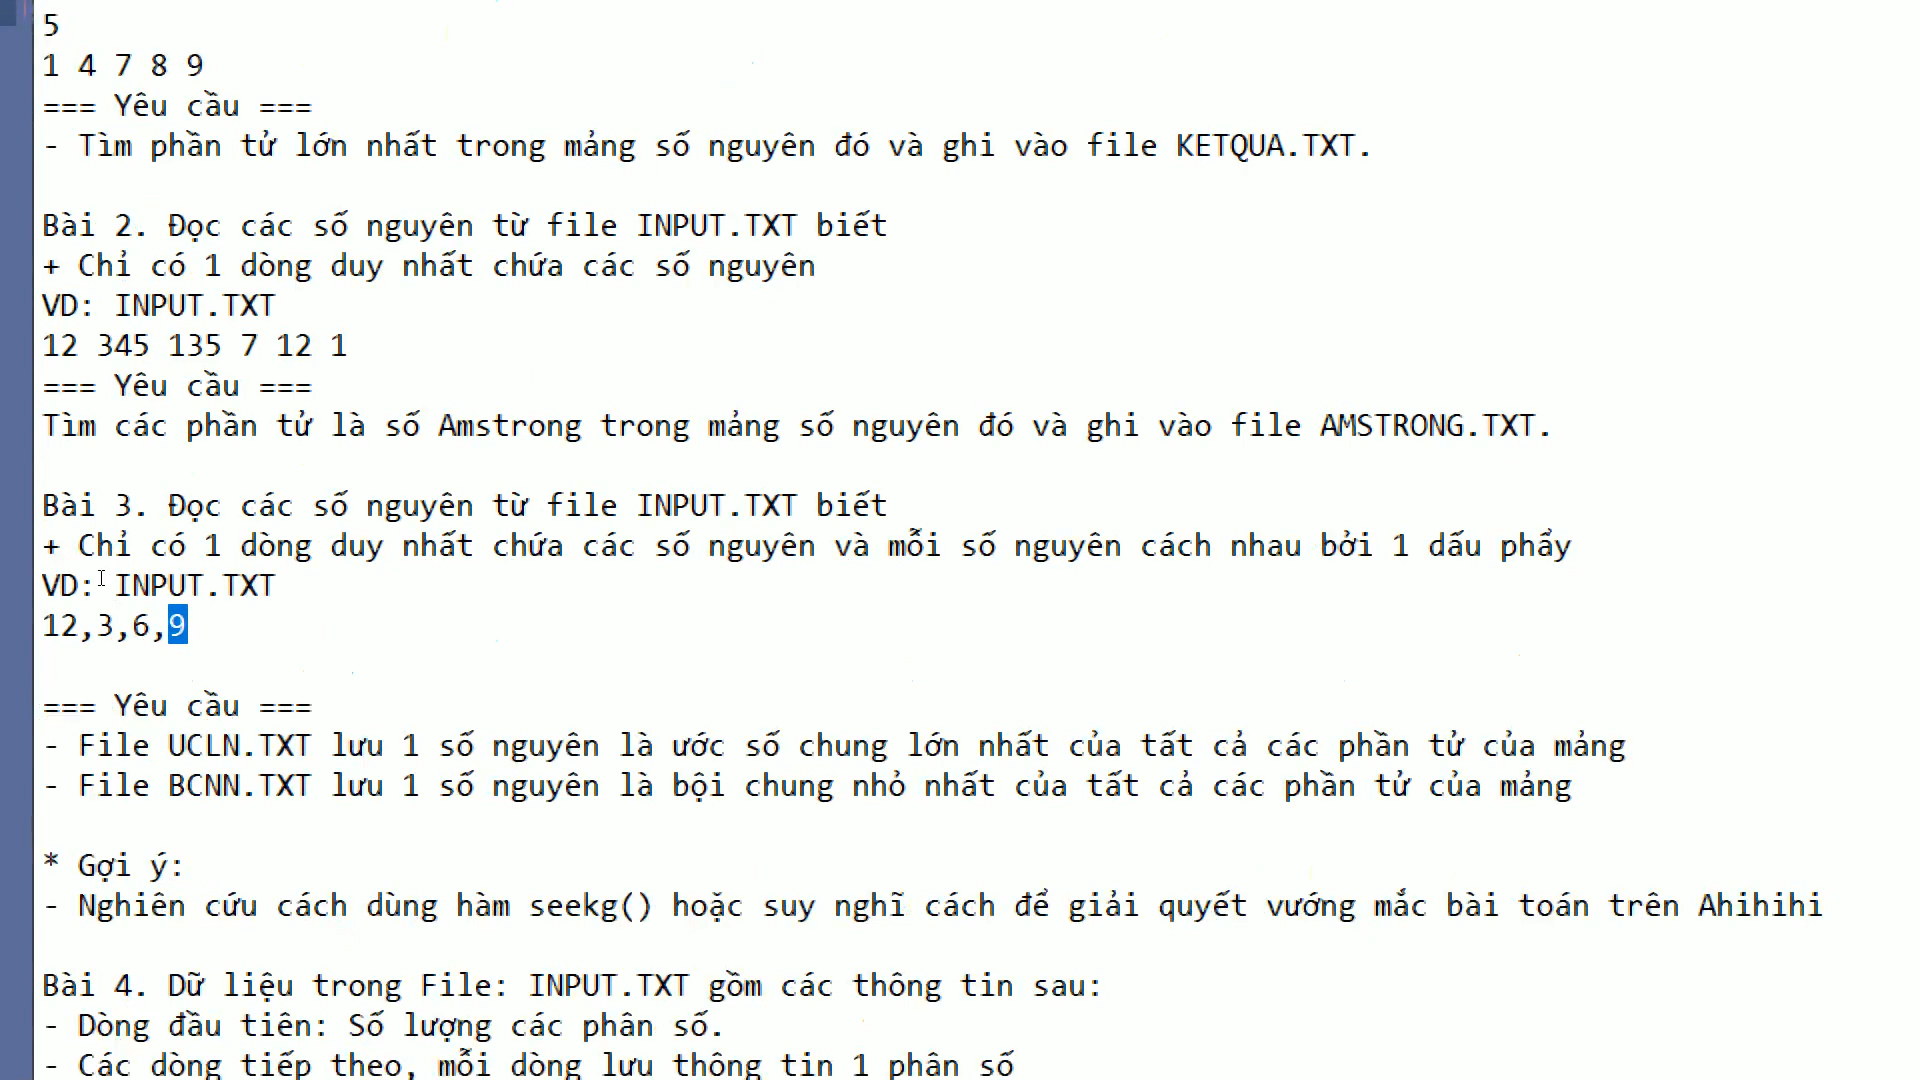 5
1 4 7 8 9
=== Yêu cầu ===
- Tìm phần tử lớn nhất trong mảng số nguyên đó và ghi vào file KETQUA.TXT.
Bài 2. Đọc các số nguyên từ file INPUT.TXT biết
+ Chỉ có 1 dòng duy nhất chứa các số nguyên
VD: INPUT.TXT
12 345 135 7 12 1
=== Yêu cầu ===
Tìm các phần tử là số Amstrong trong mảng số nguyên đó và ghi vào file AMSTRONG.TXT.
Bài 3. Đọc các số nguyên từ file INPUT.TXT biết
+ Chỉ có 1 dòng duy nhất chứa các số nguyên và mỗi số nguyên cách nhau bởi 1 dấu phẩy
VD: INPUT.TXT
12,3,6,9
=== Yêu cầu ===
- File UCLN.TXT lưu 1 số nguyên là ước số chung lớn nhất của tất cả các phần tử của mảng
- File BCNN.TXT lưu 1 số nguyên là bội chung nhỏ nhất của tất cả các phần tử của mảng
* Gợi ý:
- Nghiên cứu cách dùng hàm seekg() hoặc suy nghĩ cách để giải quyết vướng mắc bài toán trên Ahihihi
Bài 4. Dữ liệu trong File: INPUT.TXT gồm các thông tin sau:
- Dòng đầu tiên: Số lượng các phân số.
- Các dòng tiếp theo, mỗi dòng lưu thông tin 1 phân số